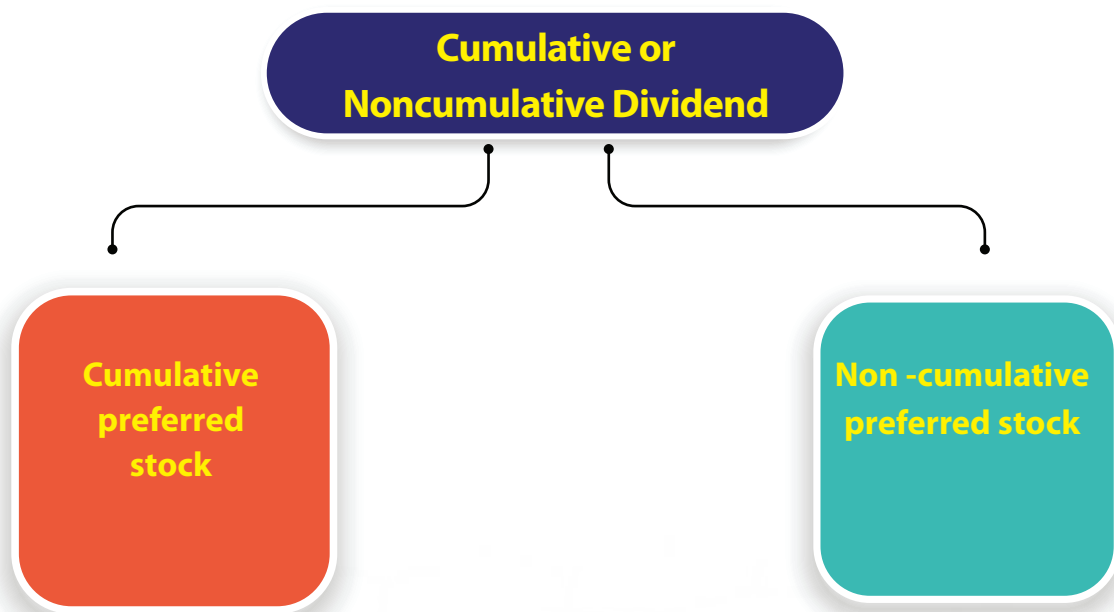 Cumulative or
Noncumulative Dividend
Cumulative
preferred
stock
Non -cumulative
preferred stock